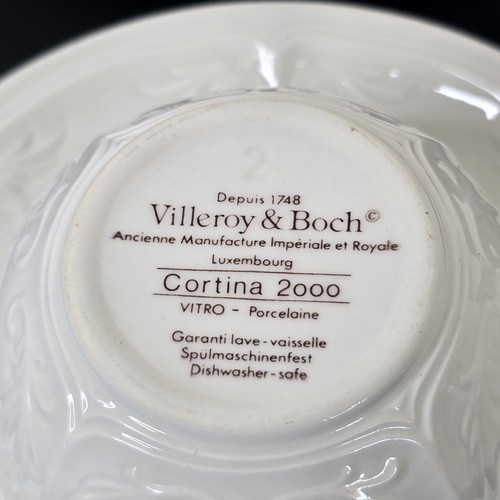 2
Depuis 1748
Villeroy & Boch©
Ancienne Manufacture Impériale et Royale
Luxembourg
Cortina 2000
VITRO - Porcelaine
Garanti lave-vaisselle
Spülmaschinenfest
Dishwasher-safe